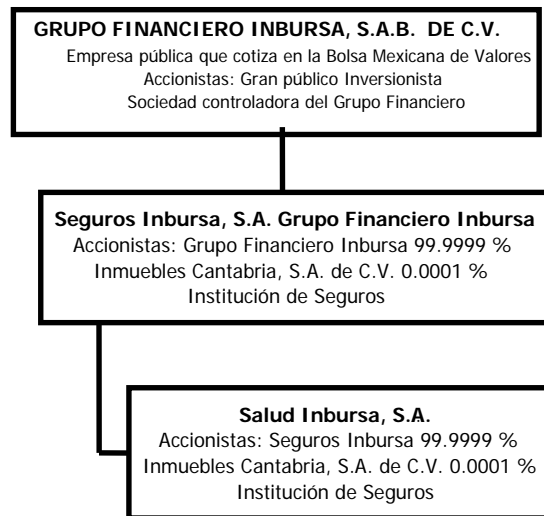 GRUPO FINANCIERO INBURSA, S.A.B. DE C.V.
Empresa pública que cotiza en la Bolsa Mexicana de Valores
Accionistas: Gran público Inversionista
Sociedad controladora del Grupo Financiero
Seguros Inbursa, S.A. Grupo Financiero Inbursa
Accionistas: Grupo Financiero Inbursa 99.9999 %
Inmuebles Cantabria, S.A. de C.V. 0.0001 %
Institución de Seguros
Salud Inbursa, S.A.
Accionistas: Seguros Inbursa 99.9999 %
Inmuebles Cantabria, S.A. de C.V. 0.0001 %
Institución de Seguros